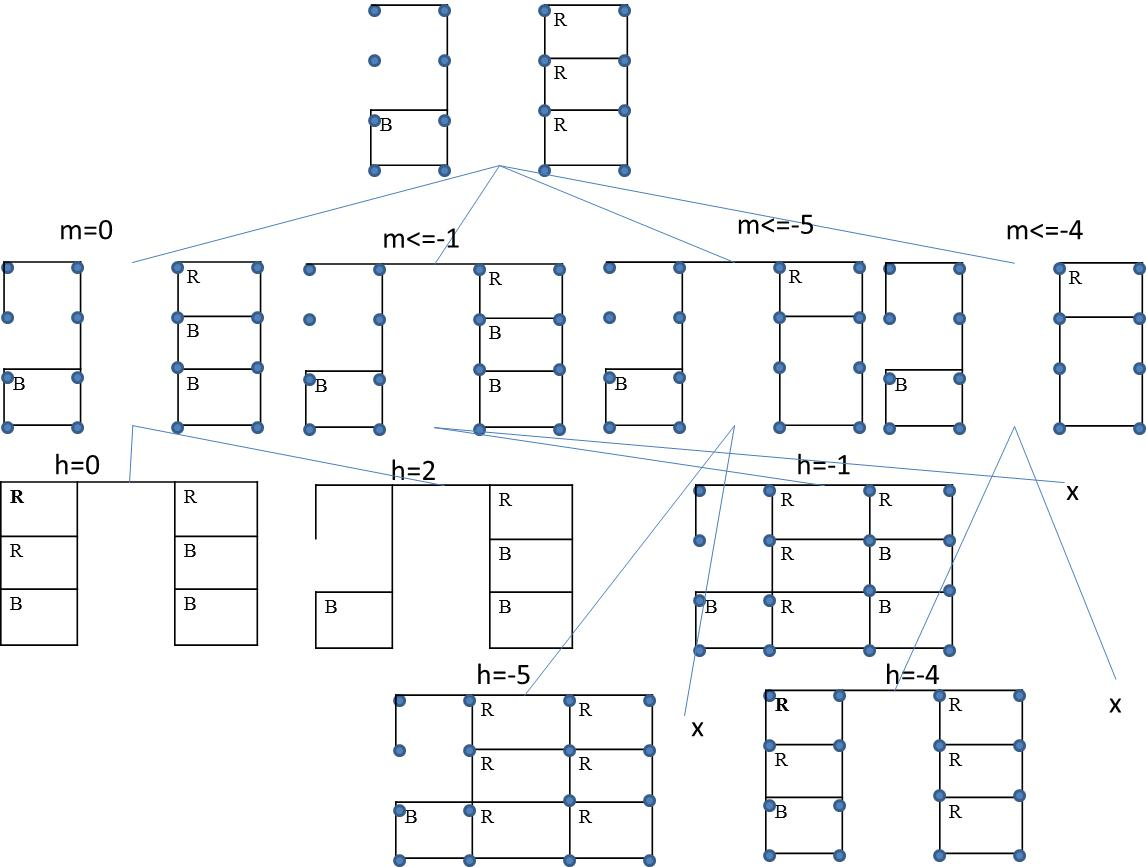 R
R
B R
m=0 m<=-1 m<=-5 m<=-4
R R R R
B B
B B B B B B
h=0 h=2 h=-1
x
R R R R R
R B B R B
B B B B B R B
h=-5 h=-4
x x
R R R R
R R R R
B R R B R